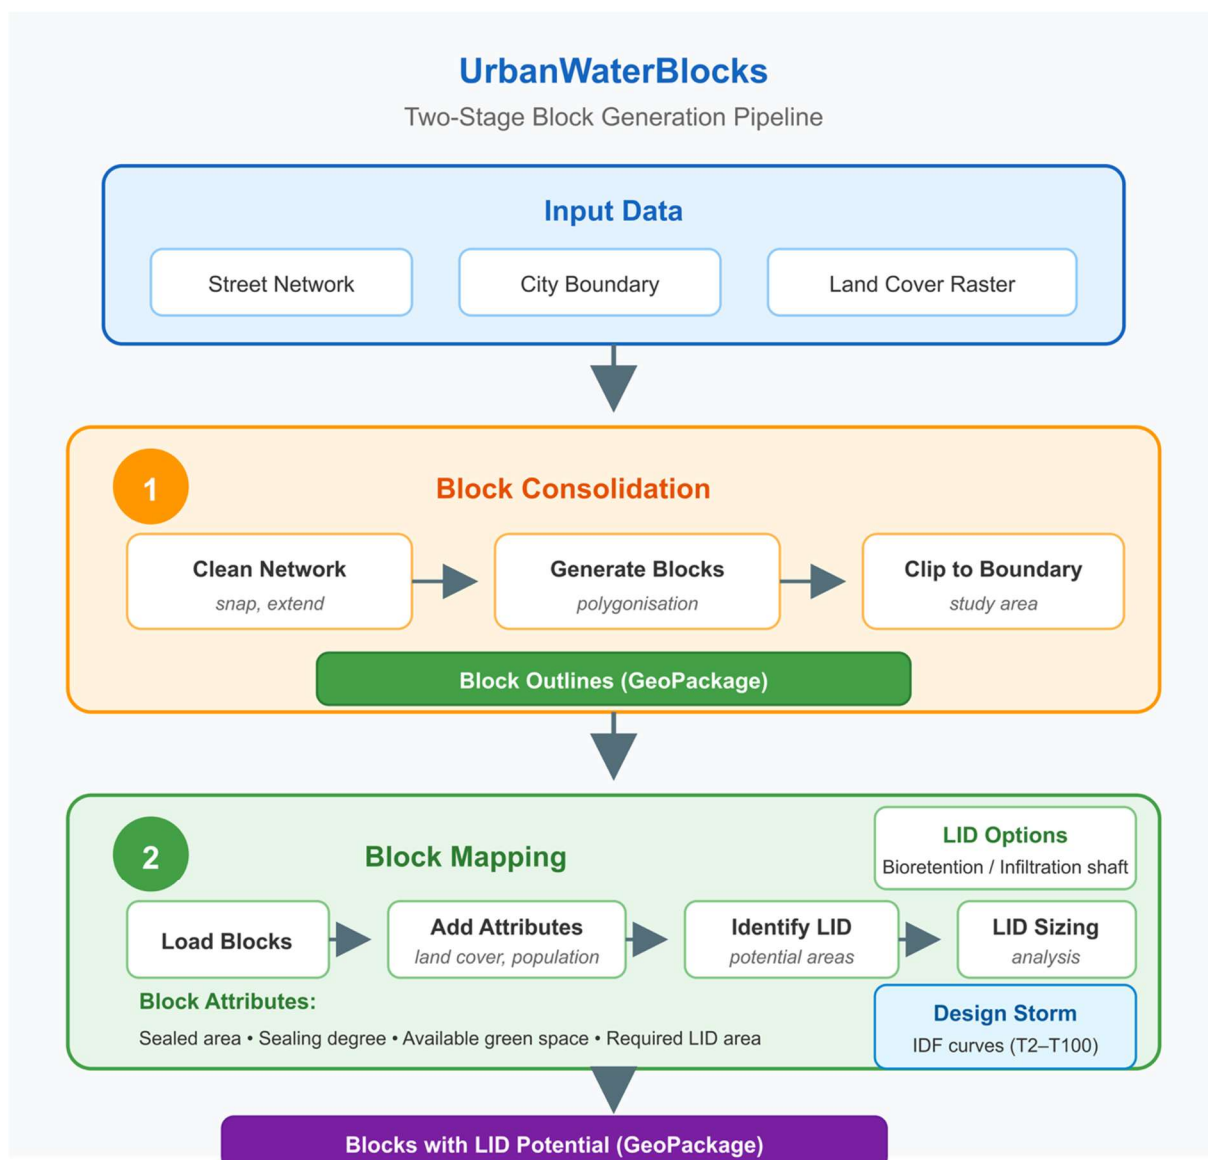 UrbanWaterBlocks
Two-Stage Block Generation Pipeline
Input Data
Street Network
City Boundary
Land Cover Raster
1
Block Consolidation
Clean Network
snap, extend
Generate Blocks
polygonisation
Clip to Boundary
study area
Block Outlines (GeoPackage)
2
Block Mapping
LID Options
Bioretention / Infiltration shaft
Load Blocks
Add Attributes
land cover, population
Identify LID
potential areas
LID Sizing
analysis
Block Attributes:
Sealed area • Sealing degree • Available green space • Required LID area
Design Storm
IDF curves (T2–T100)
Blocks with LID Potential (GeoPackage)